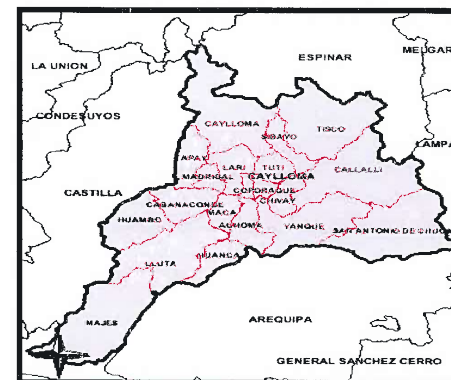 ESPINAR
MELGAR
LA UNION
CONDESUYOS
CAYLLOMA
SIBAYO
TISCO
LAMPA
LARI
TUTI
CALLALLI
MADRIGAL
CAYLLOMA
CASTILLA
COPORAQUE
CABANACONDE
CHIVAY
HUAMBO
MACA
ACHOMA
YANQUE
LLUTA
HUANCA
MAJES
AREQUIPA
GENERAL SANCHEZ CERRO